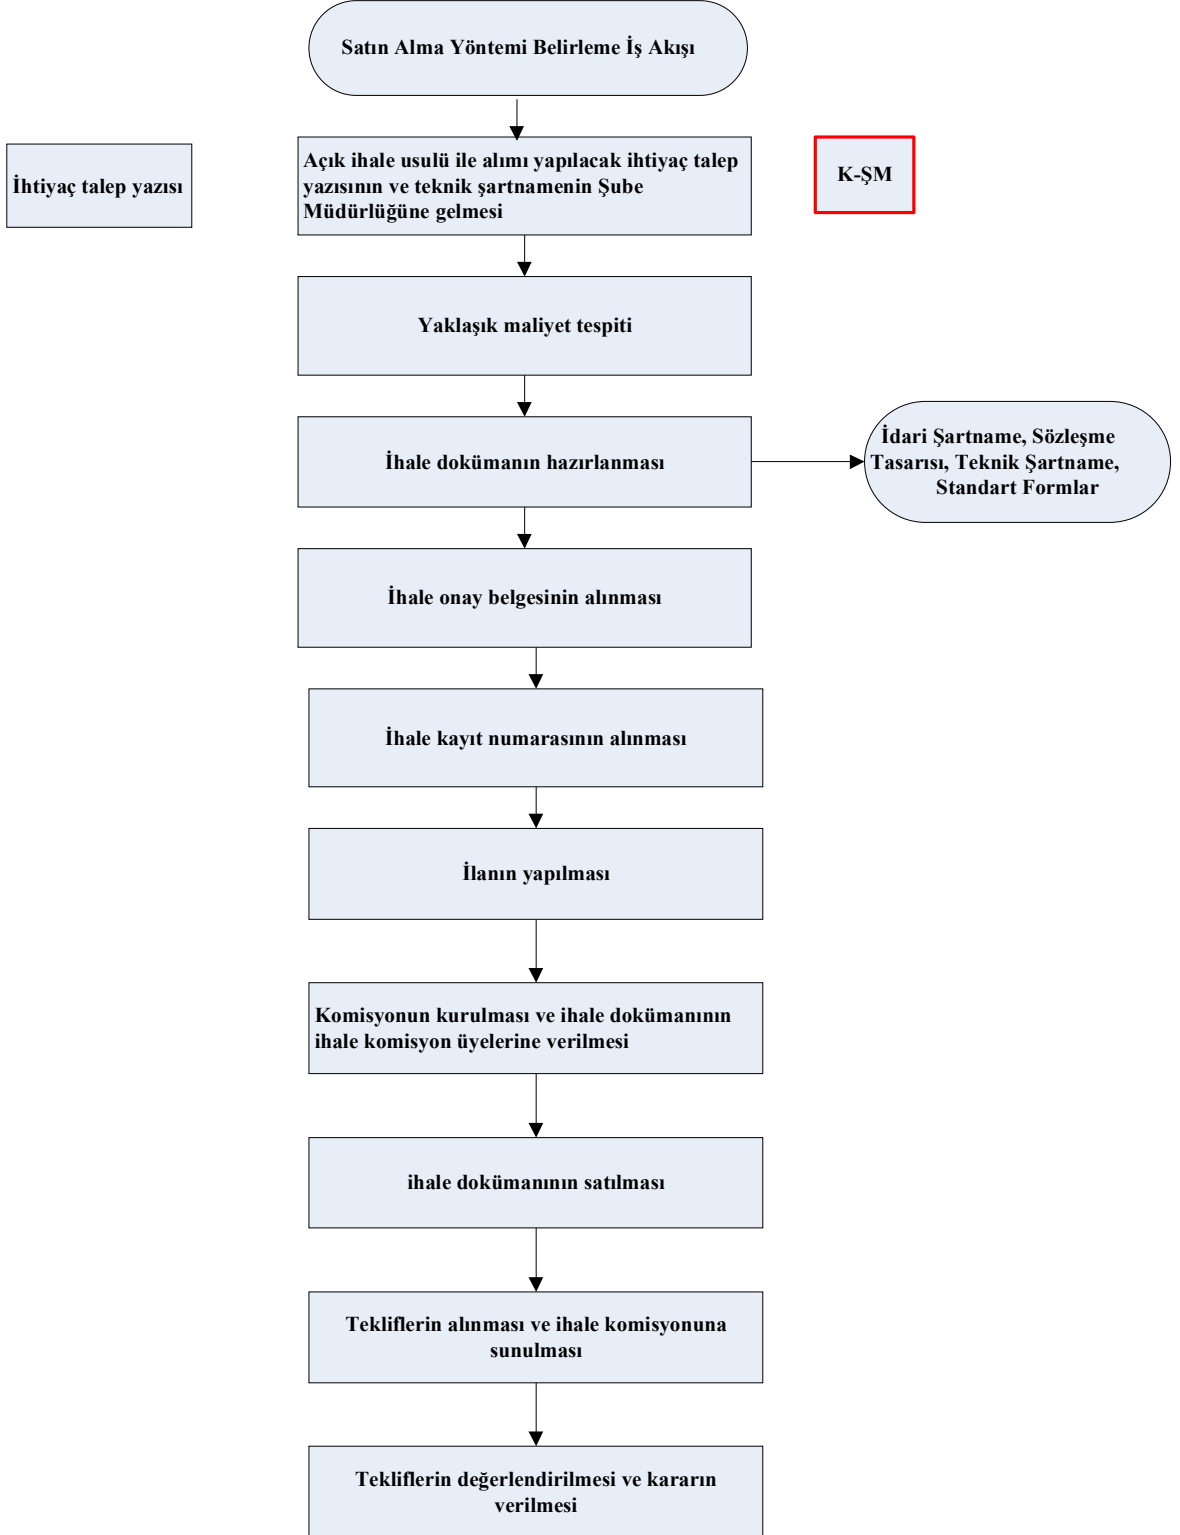 Satın Alma Yöntemi Belirleme İş Akışı
İhtiyaç talep yazısı
Açık ihale usulü ile alımı yapılacak ihtiyaç talep
yazısının ve teknik şartnamenin Şube
Müdürlüğüne gelmesi
K-ŞM
Yaklaşık maliyet tespiti
İhale dokümanın hazırlanması
İdari Şartname, Sözleşme
Tasarısı, Teknik Şartname,
Standart Formlar
İhale onay belgesinin alınması
İhale kayıt numarasının alınması
İlanın yapılması
Komisyonun kurulması ve ihale dokümanının
ihale komisyon üyelerine verilmesi
ihale dokümanının satılması
Tekliflerin alınması ve ihale komisyonuna
sunulması
Tekliflerin değerlendirilmesi ve kararın
verilmesi